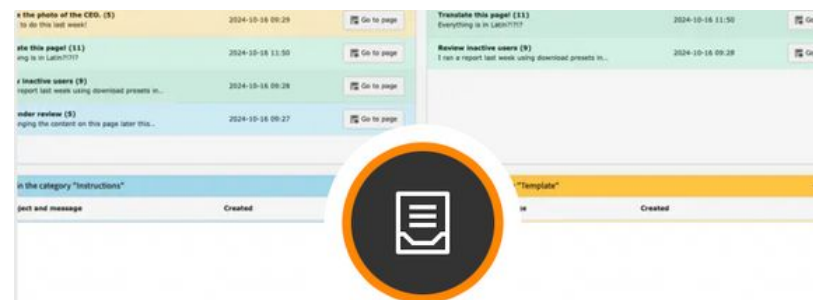 the photo of the CEO. (5)
to do this last week!
2024-10-16 09:29
Go to page
this page! (11)
ing is in Latin?!?!?
2024-10-16 11:50
Go to page
inactive users (9)
report last week using download presets in...
2024-10-16 09:28
Go to page
nder review (5)
nging the content on this page later this...
2024-10-16 09:27
Go to page
Translate this page! (11)
Everything is in Latin?!?!?
2024-10-16 11:50
Review inactive users (9)
I ran a report last week using download presets in...
2024-10-16 09:28
in the category "Instructions"
ject and message
Created
"Template"
Created